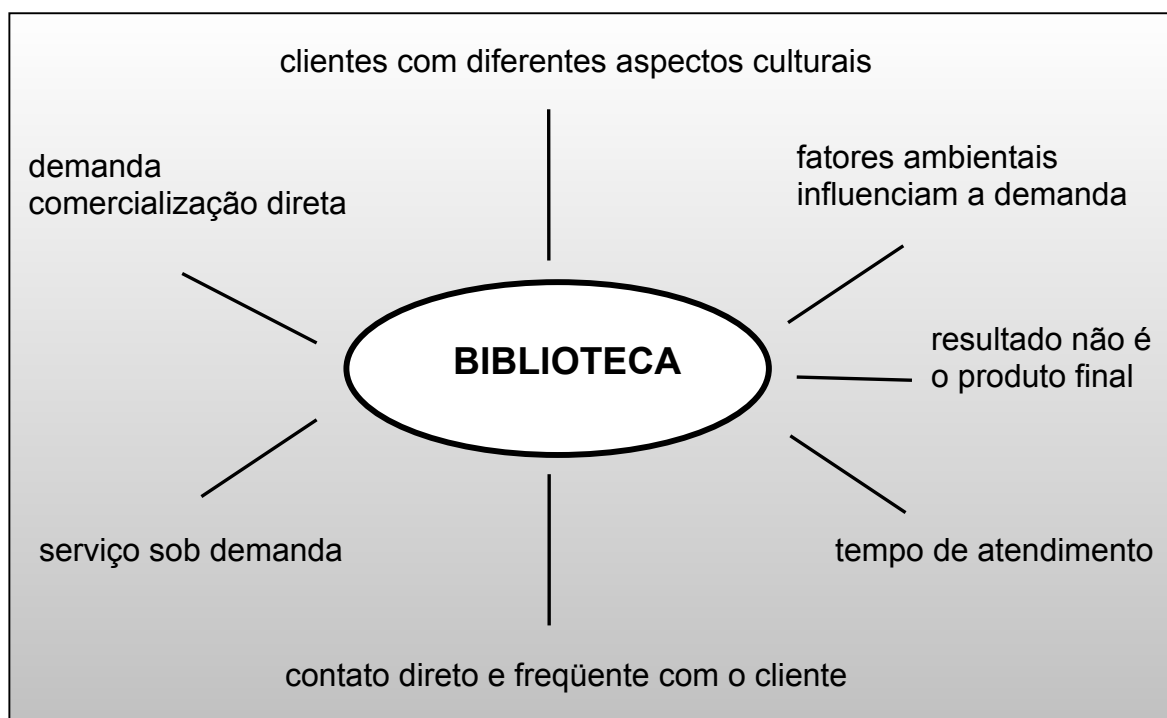 clientes com diferentes aspectos culturais
demanda
comercialização direta
fatores ambientais
influenciam a demanda
BIBLIOTECA
resultado não é
o produto final
serviço sob demanda
tempo de atendimento
contato direto e freqüente com o cliente